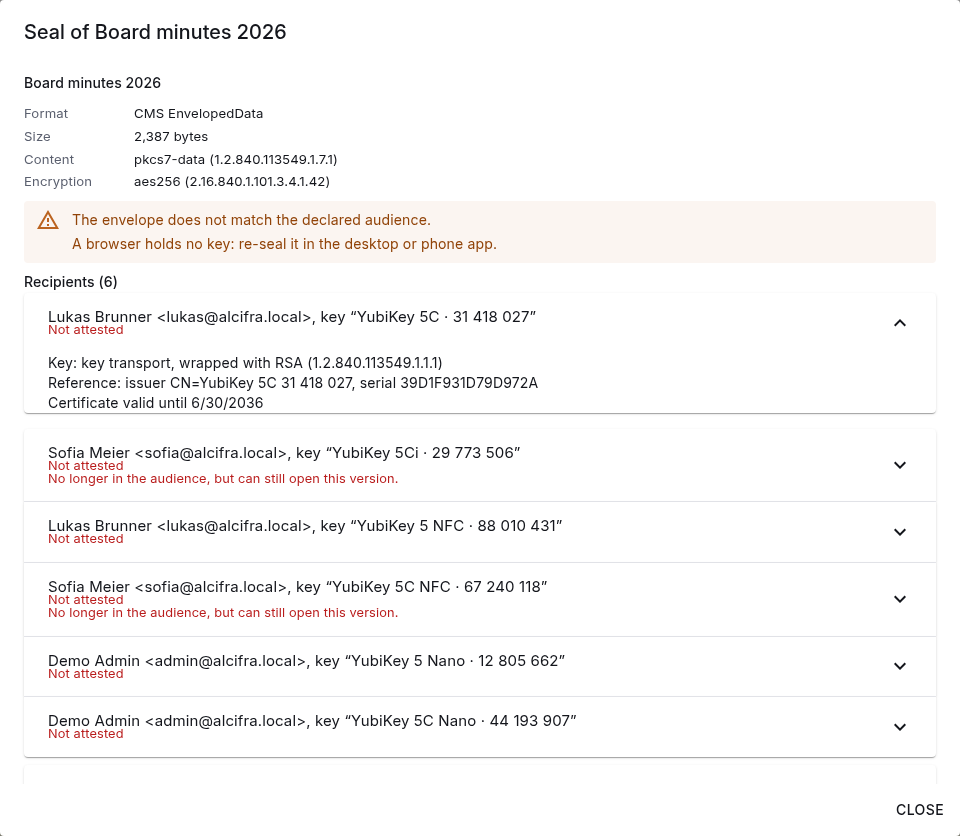 Seal of Board minutes 2026
Board minutes 2026
Format CMS EnvelopedData
Size 2,387 bytes
Content pkcs7-data (1.2.840.113549.1.7.1)
Encryption aes256 (2.16.840.1.101.3.4.1.42)
The envelope does not match the declared audience.
A browser holds no key: re-seal it in the desktop or phone app.
Recipients (6)
Lukas Brunner <lukas@alcifra.local>, key “YubiKey 5C · 31 418 027”
Not attested
Key: key transport, wrapped with RSA (1.2.840.113549.1.1.1)
Reference: issuer CN=YubiKey 5C 31 418 027, serial 39D1F931D79D972A
Certificate valid until 6/30/2036
Sofia Meier <sofia@alcifra.local>, key “YubiKey 5Ci · 29 773 506”
Not attested
No longer in the audience, but can still open this version.
Lukas Brunner <lukas@alcifra.local>, key “YubiKey 5 NFC · 88 010 431”
Not attested
Sofia Meier <sofia@alcifra.local>, key “YubiKey 5C NFC · 67 240 118”
Not attested
No longer in the audience, but can still open this version.
Demo Admin <admin@alcifra.local>, key “YubiKey 5 Nano · 12 805 662”
Not attested
Demo Admin <admin@alcifra.local>, key “YubiKey 5C Nano · 44 193 907”
Not attested
CLOSE